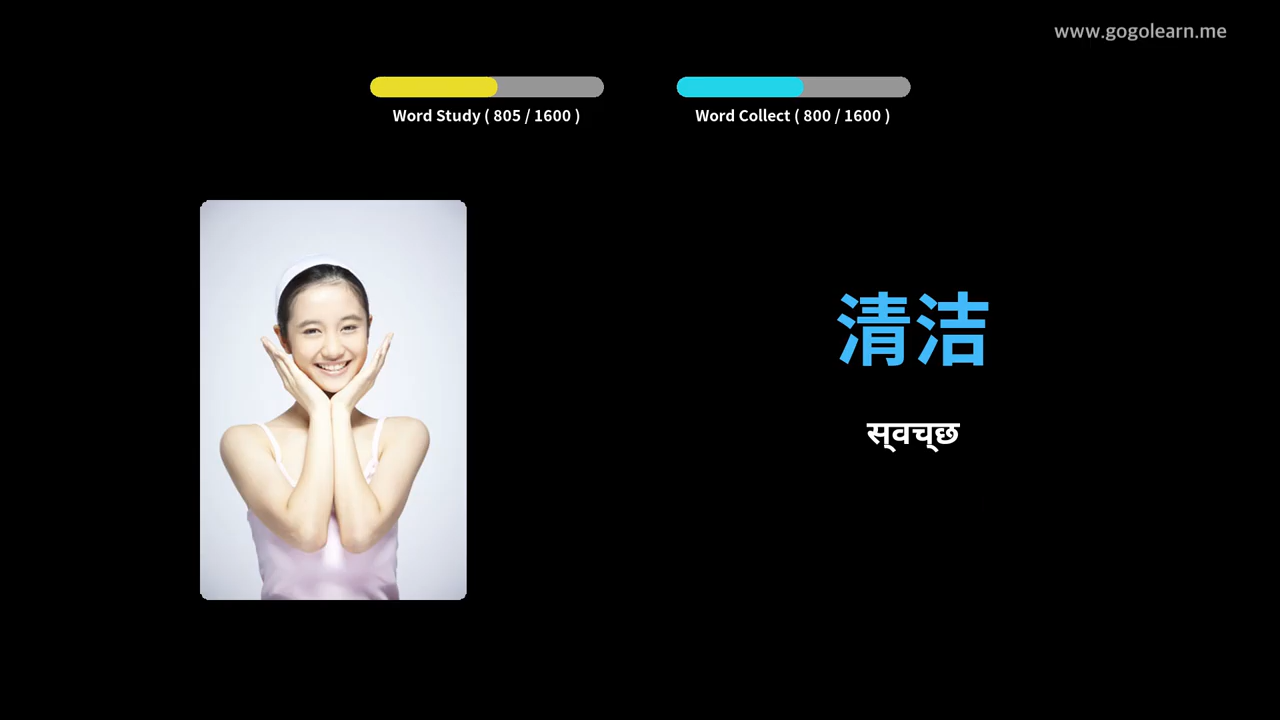 www.gogolearn.me
Word Study ( 805 / 1600 )
Word Collect ( 800 / 1600 )
清洁
स्‌वच्‌छ